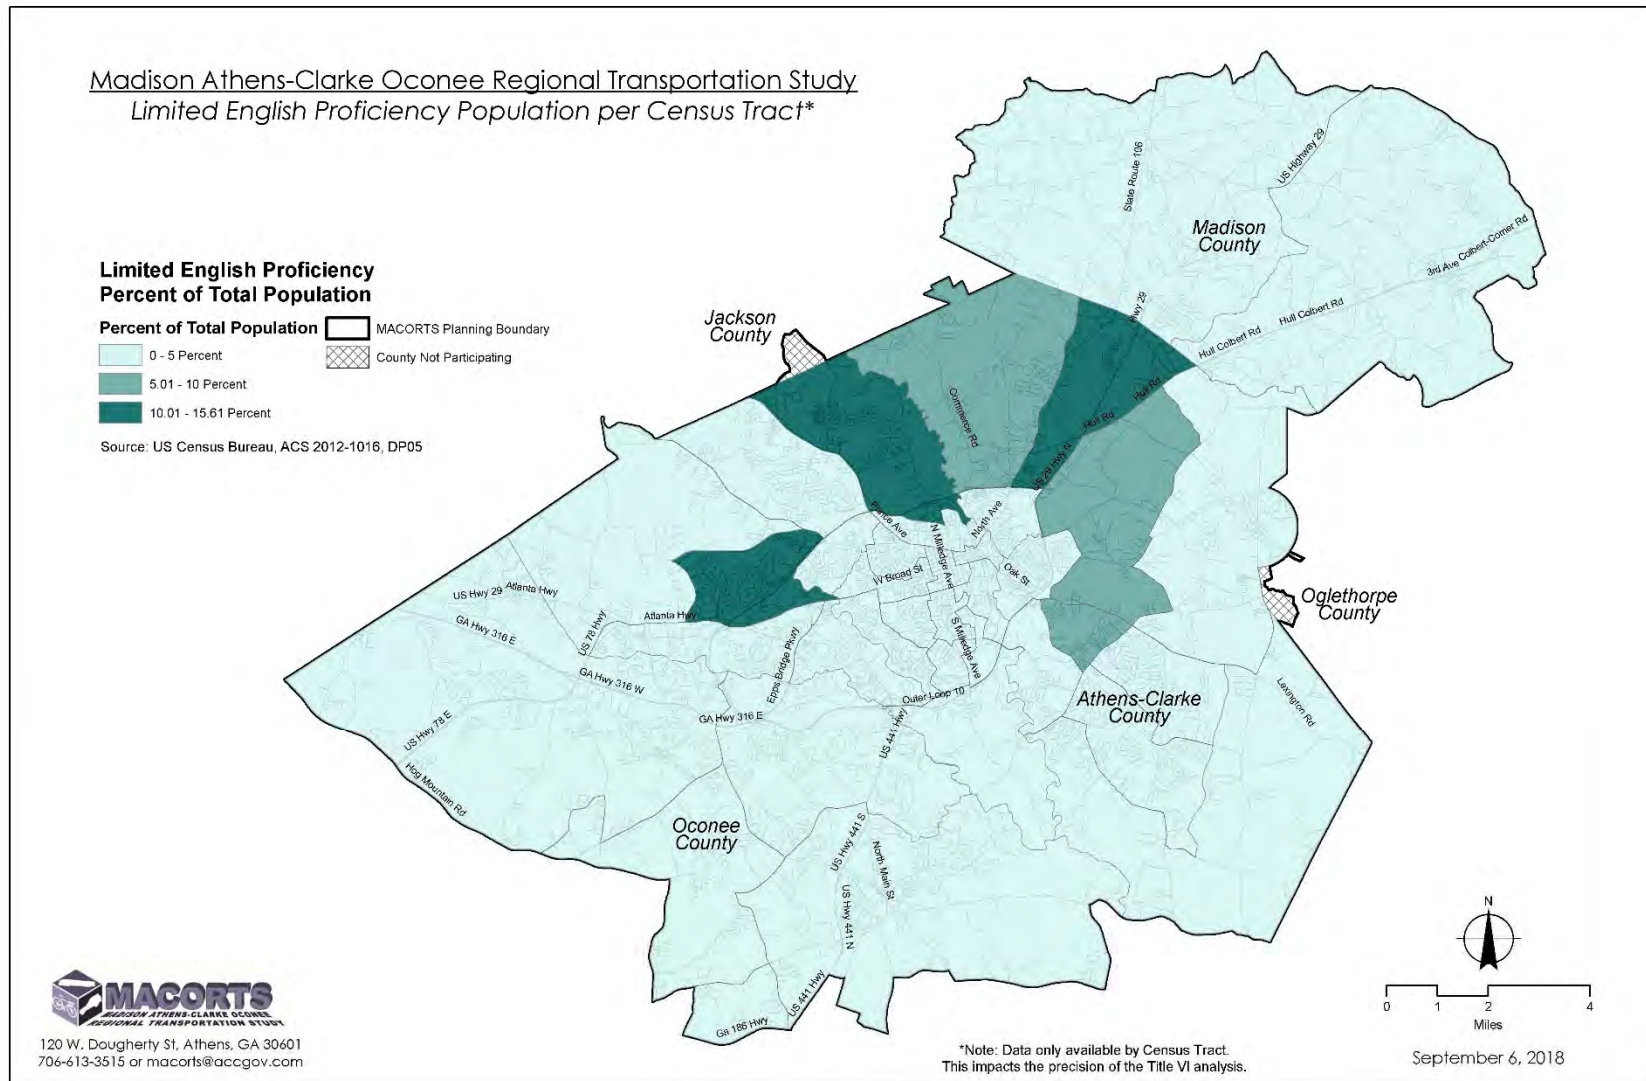 Madison Athens-Clarke Oconee Regional Transportation Study
Limited English Proficiency Population per Census Tract*
Limited English Proficiency
Percent of Total Population
Percent of Total Population
MACORTS Planning Boundary
0 - 5 Percent
County Not Participating
5.01 - 10 Percent
10.01 - 15.61 Percent
Source: US Census Bureau, ACS 2012-1016, DP05
State Route 106
US Highway 29
Madison
County
3rd Ave
Colbert-Comer Rd
Hull Colbert Rd
Hull Colbert Rd
Hwy 29
Jackson
County
Commerce Rd
Hull Rd
Hull Rd
US 29 Hwy N
Prince Ave
N Milledge Ave
North Ave
Oak St
W Broad St
US Hwy 29
Atlanta Hwy
Atlanta Hwy
GA Hwy 316 E
US 78 Hwy
Epps Bridge Pkwy
S Milledge Ave
Oglethorpe
County
GA Hwy 316 W
Outer Loop 10
Athens-Clarke
County
Lexington Rd
GA Hwy 316 E
US Hwy 78 E
US 441 Hwy
Hog Mountain Rd
Oconee
County
US Hwy 441 S
North Main St
US Hwy 441 N
US 441 Hwy
Ga 186 Hwy
N
0 1 2 4
Miles
MACORTS
MADISON ATHENS-CLARKE OCONEE
REGIONAL TRANSPORTATION STUDY
120 W. Dougherty St, Athens, GA 30601
706-613-3515 or macorts@accgov.com
*Note: Data only available by Census Tract.
This impacts the precision of the Title VI analysis.
September 6, 2018